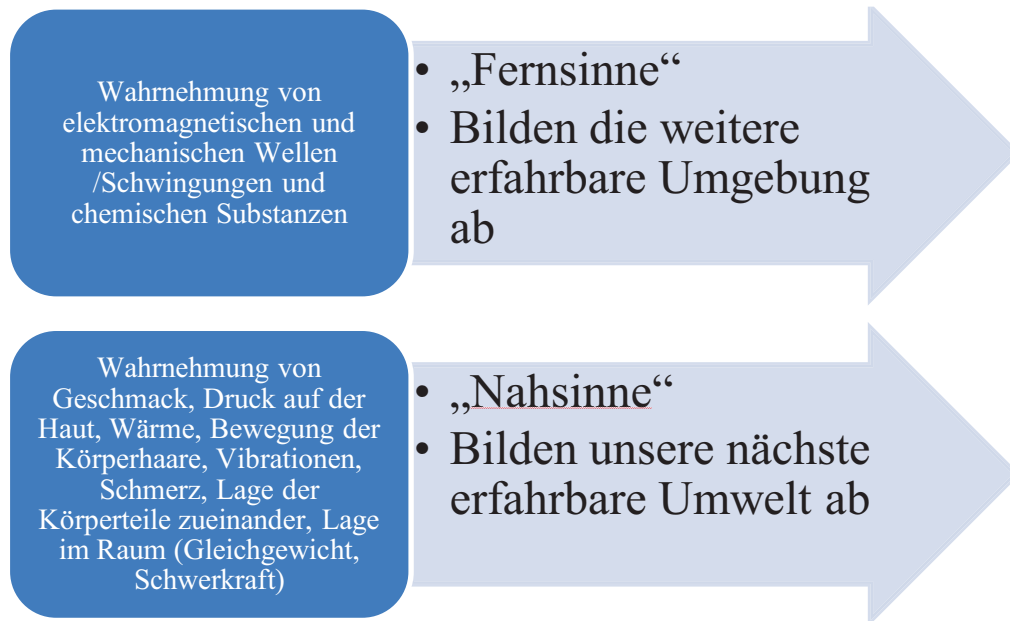 Wahrnehmung von
elektromagnetischen und
mechanischen Wellen
/Schwingungen und
chemischen Substanzen
• „Fernsinne“
• Bilden die weitere
erfahrbare Umgebung
ab
Wahrnehmung von
Geschmack, Druck auf der
Haut, Wärme, Bewegung der
Körperhaare, Vibrationen,
Schmerz, Lage der
Körperteile zueinander, Lage
im Raum (Gleichgewicht,
Schwerkraft)
• „Nahsinne“
• Bilden unsere nächste
erfahrbare Umwelt ab